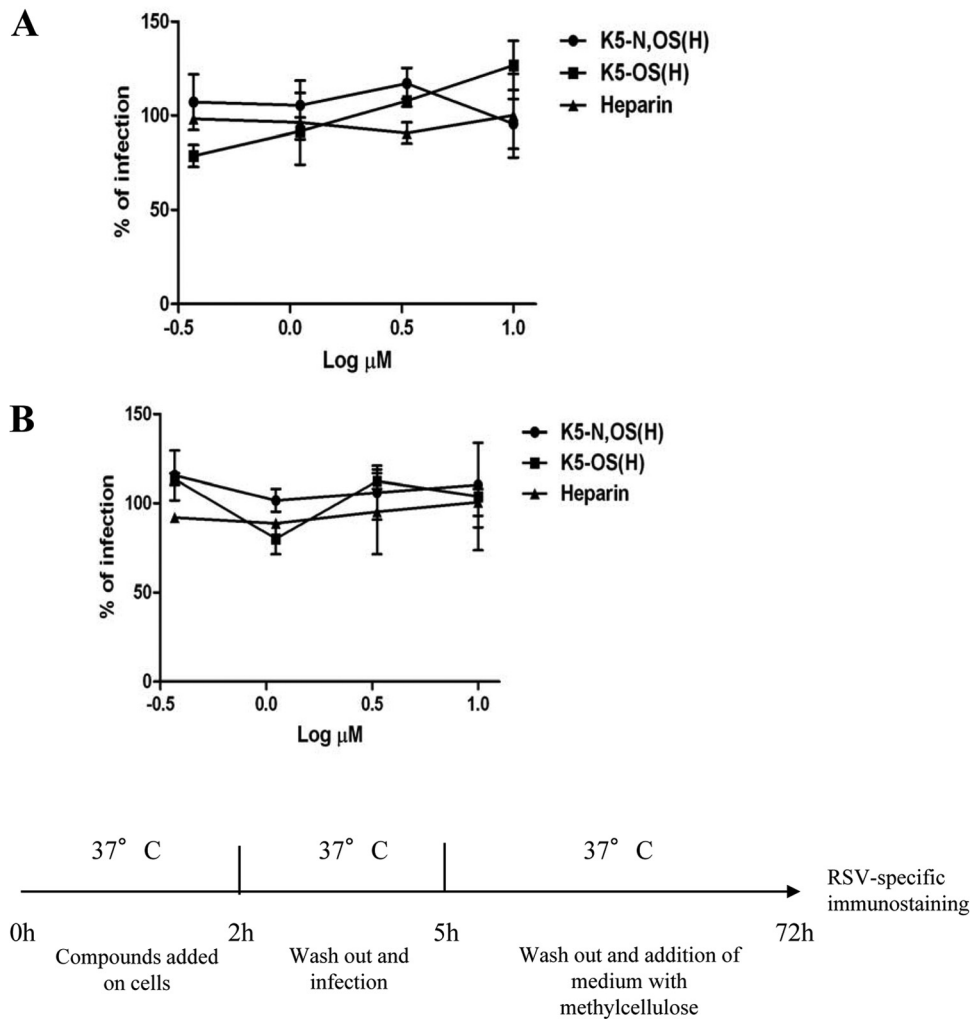 A
150
100
50
0
% of infection
-0.5 0.0 0.5 1.0
Log μM
K5-N,OS(H)
K5-OS(H)
Heparin
B
150
100
50
0
% of infection
-0.5 0.0 0.5 1.0
Log μM
K5-N,OS(H)
K5-OS(H)
Heparin
37° C 37° C 37° C
RSV-specific
immunostaining
0h 2h 5h 72h
Compounds added
on cells
Wash out and
infection
Wash out and addition of
medium with
methylcellulose